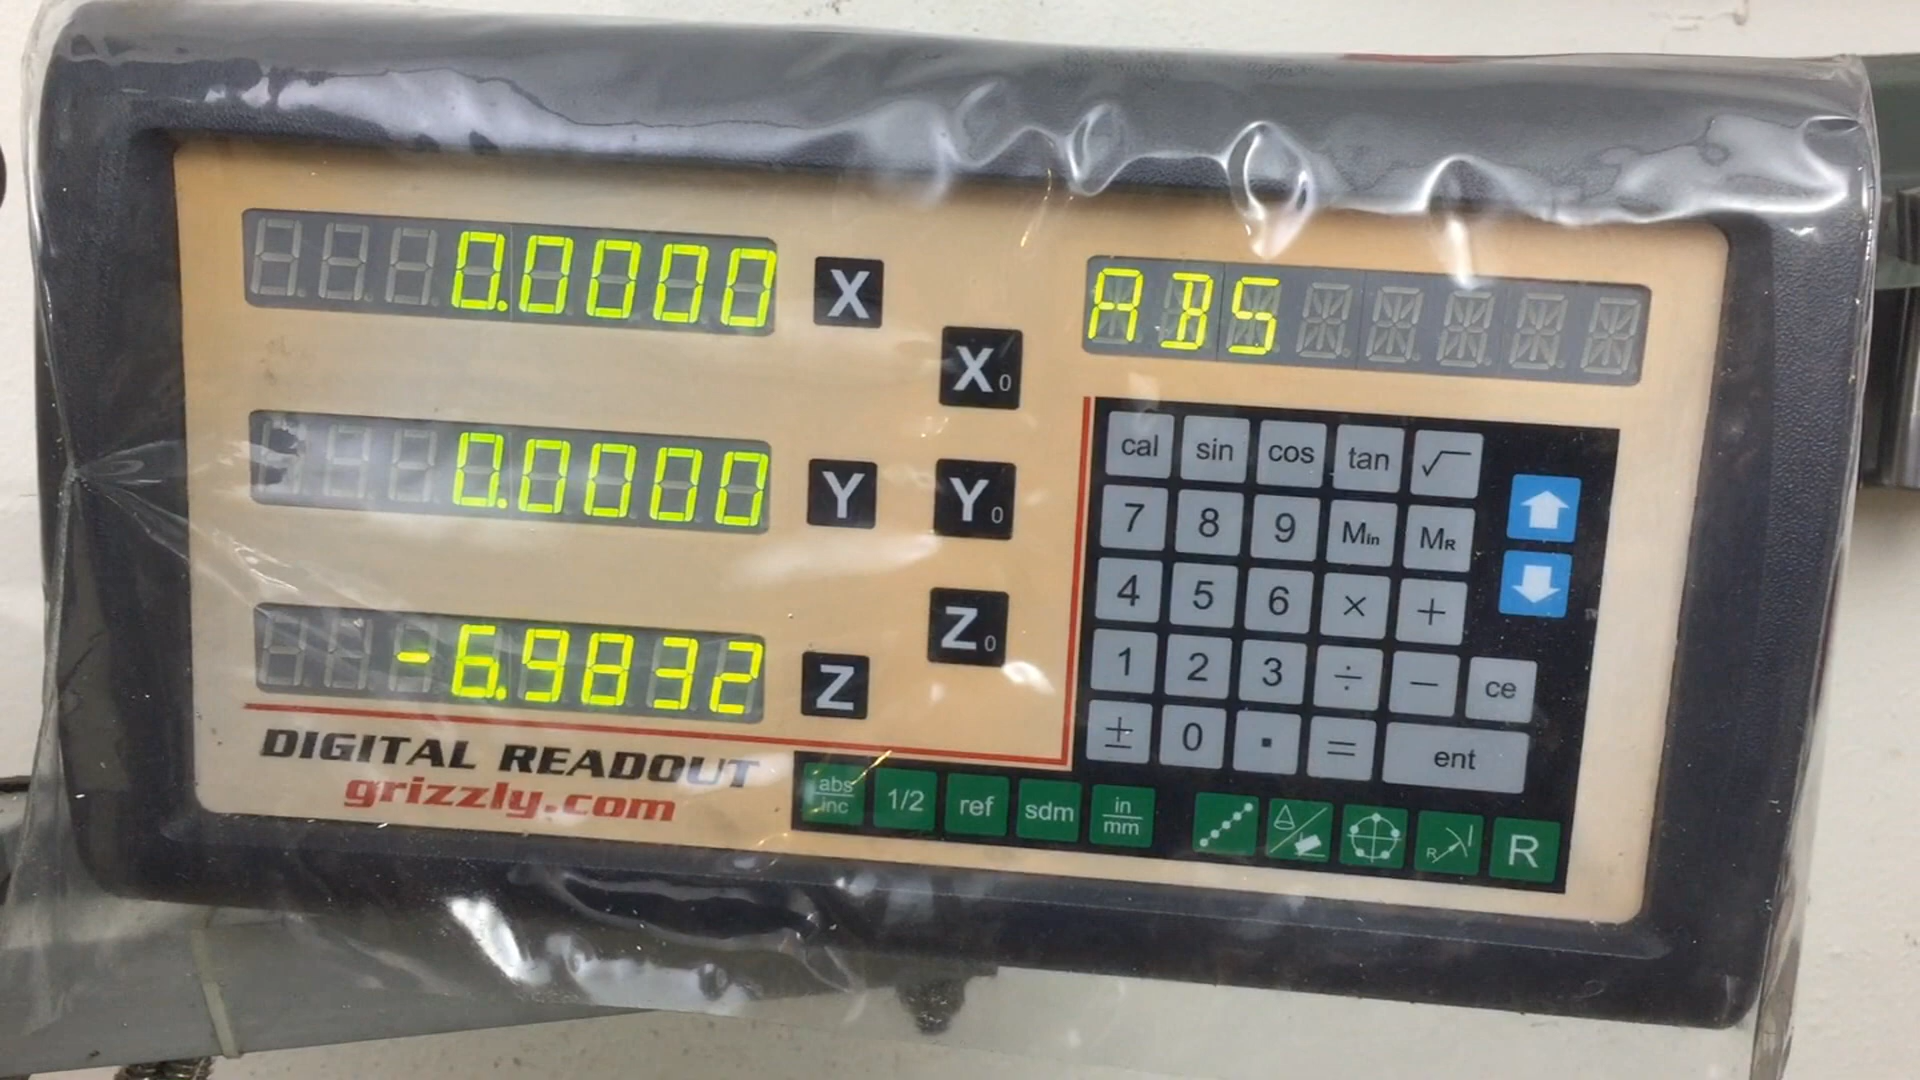 0.0000 X
ABS
X0
0.0000 Y
Y0
-6.9832 Z
Z0
cal sin cos tan √
7 8 9 Min MR
4 5 6 × +
1 2 3 ÷ − ce
± 0 . = ent
DIGITAL READOUT
grizzly.com
abs/inc 1/2 ref sdm in/mm R R